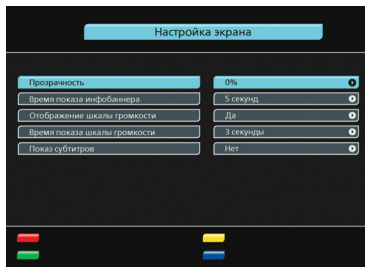 Настройка экрана
Прозрачность 0%
Время показа инфобаннера 5 секунд
Отображение шкалы громкости Да
Время показа шкалы громкости 3 секунды
Показ субтитров Нет